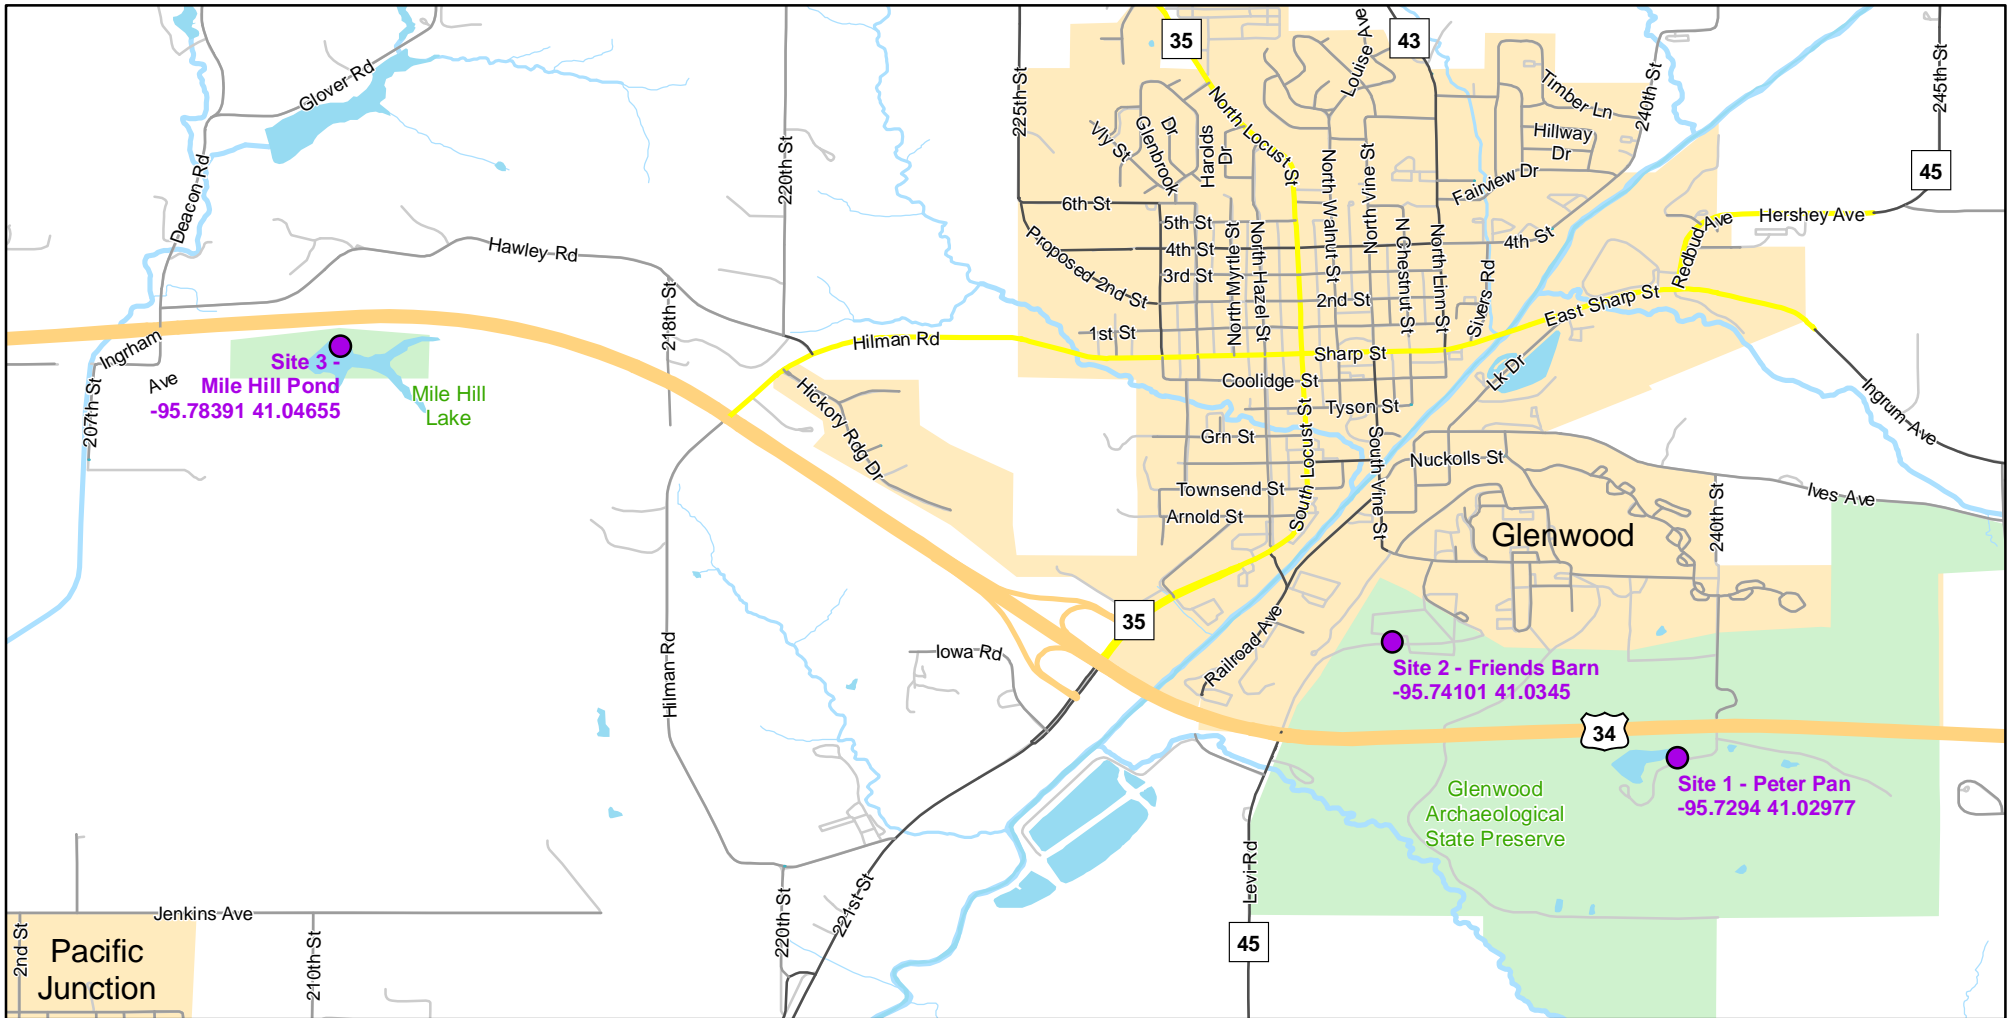 35
43
Louise Ave
225th St
Glover Rd
North Locust St
Timber Ln
240th St
245th St
Hillway
Dr
Vly St
Glenbrook
Dr
Harolds
Dr
220th St
Deacon Rd
North Walnut St
North Vine St
Fairview Dr
45
6th St
5th St
4th St
3rd St
Proposed 2nd St
North Myrtle St
North Hazel St
N Chestnut St
North Linn St
4th St
Sivers Rd
Redbud Ave
Hershey Ave
Hawley Rd
218th St
2nd St
1st St
East Sharp St
Hilman Rd
Sharp St
Ingrham
Ave
207th St
Site 3 -
Mile Hill Pond
-95.78391 41.04655
Mile Hill
Lake
Hickory Rdg Dr
Coolidge St
Lk Dr
Tyson St
South Locust St
South Vine St
Grn St
Ingrum Ave
Nuckolls St
Townsend St
Arnold St
Ives Ave
240th St
Glenwood
35
Railroad Ave
Iowa Rd
Hilman Rd
Site 2 - Friends Barn
-95.74101 41.0345
34
Site 1 - Peter Pan
-95.7294 41.02977
Glenwood
Archaeological
State Preserve
Levi Rd
45
220th St
221st St
Jenkins Ave
2nd St
210th St
Pacific
Junction